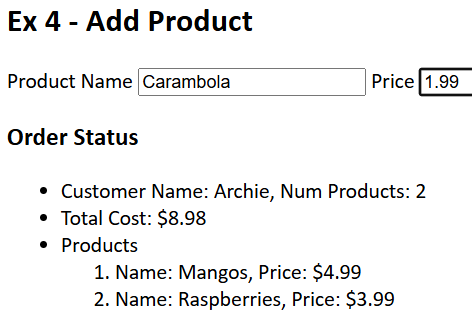 Ex 4 - Add Product
Product Name Carambola Price 1.99
Order Status
• Customer Name: Archie, Num Products: 2
• Total Cost: $8.98
• Products
1. Name: Mangos, Price: $4.99
2. Name: Raspberries, Price: $3.99